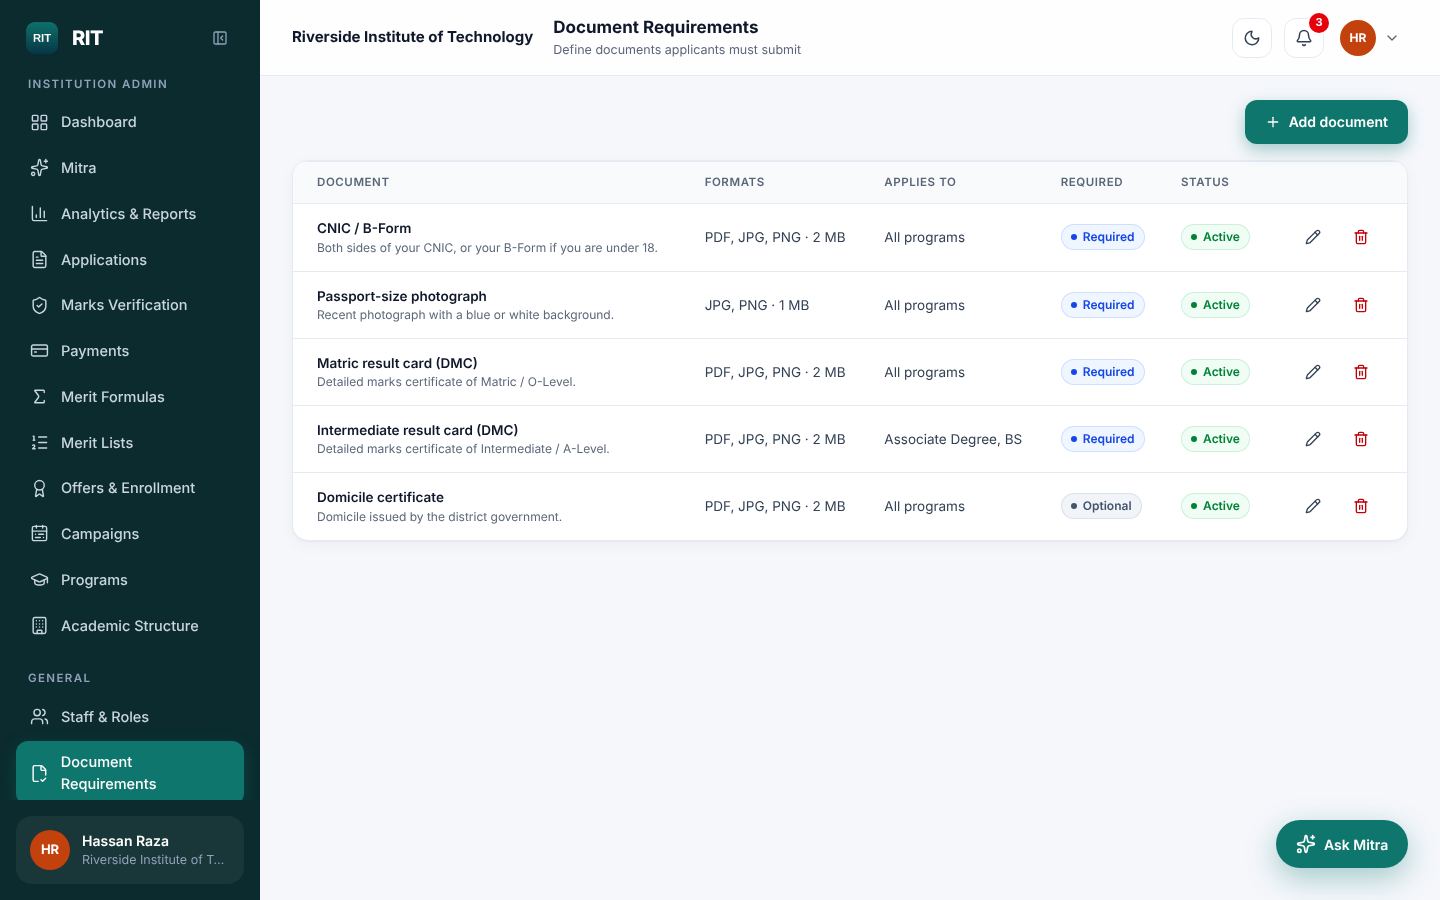 RIT
RIT
INSTITUTION ADMIN
Dashboard
Mitra
Analytics & Reports
Applications
Marks Verification
Payments
Merit Formulas
Merit Lists
Offers & Enrollment
Campaigns
Programs
Academic Structure
GENERAL
Staff & Roles
Document
Requirements
HR
Hassan Raza
Riverside Institute of T...
Riverside Institute of Technology
Document Requirements
Define documents applicants must submit
3
HR
Add document
DOCUMENT FORMATS APPLIES TO REQUIRED STATUS
CNIC / B-Form
Both sides of your CNIC, or your B-Form if you are under 18.
PDF, JPG, PNG · 2 MB All programs Required Active
Passport-size photograph
Recent photograph with a blue or white background.
JPG, PNG · 1 MB All programs Required Active
Matric result card (DMC)
Detailed marks certificate of Matric / O-Level.
PDF, JPG, PNG · 2 MB All programs Required Active
Intermediate result card (DMC)
Detailed marks certificate of Intermediate / A-Level.
PDF, JPG, PNG · 2 MB Associate Degree, BS Required Active
Domicile certificate
Domicile issued by the district government.
PDF, JPG, PNG · 2 MB All programs Optional Active
Ask Mitra